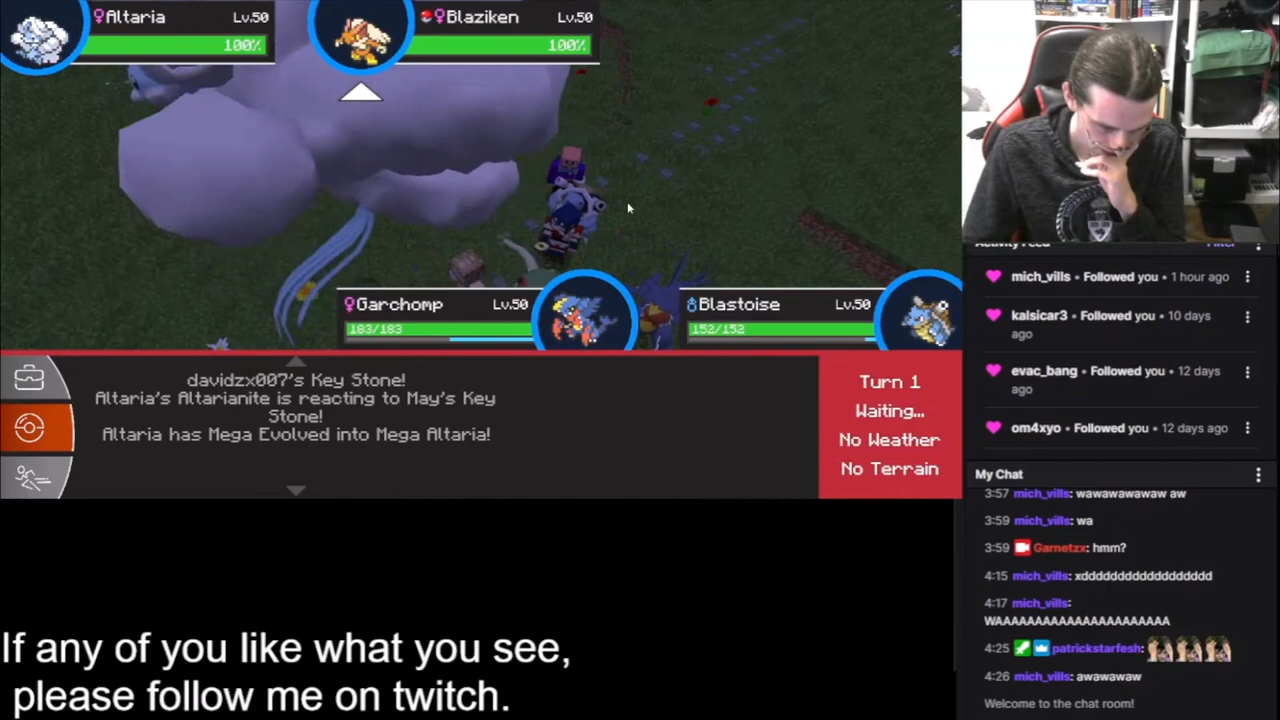 ♀Altaria Lv.50
100%
♀Blaziken Lv.50
100%
♀Garchomp Lv.50
183/183
♂Blastoise Lv.50
152/152
davidzx007's Key Stone!
Altaria's Altarianite is reacting to May's Key
Stone!
Altaria has Mega Evolved into Mega Altaria!
Turn 1
Waiting...
No Weather
No Terrain
If any of you like what you see,
please follow me on twitch.
Activity Feed Filter
mich_vills • Followed you • 1 hour ago
kalsicar3 • Followed you • 10 days
ago
evac_bang • Followed you • 12 days
ago
om4xyo • Followed you • 12 days ago
My Chat
3:57 mich_vills: wawawawawaw aw
3:59 mich_vills: wa
3:59 Garnetzx: hmm?
4:15 mich_vills: xdddddddddddddddddd
4:17 mich_vills:
WAAAAAAAAAAAAAAAAAAAAA
4:25 patrickstarfesh:
4:26 mich_vills: awawawaw
Welcome to the chat room!